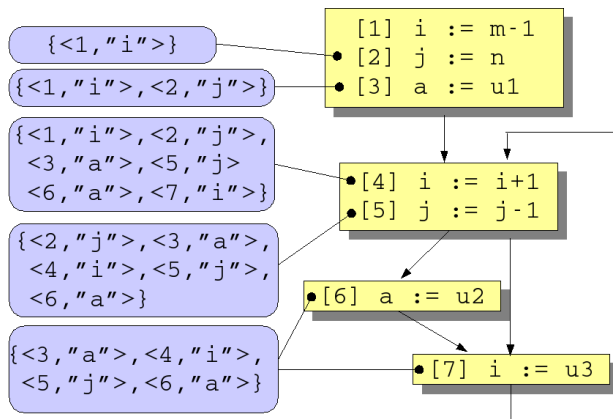 {<1,"i">}
{<1,"i">,<2,"j">}
{<1,"i">,<2,"j">,
<3,"a">,<5,"j>
<6,"a">,<7,"i">}
{<2,"j">,<3,"a">,
<4,"i">,<5,"j">,
<6,"a">}
{<3,"a">,<4,"i">,
<5,"j">,<6,"a">}
[1] i := m-1
[2] j := n
[3] a := u1
[4] i := i+1
[5] j := j-1
[6] a := u2
[7] i := u3